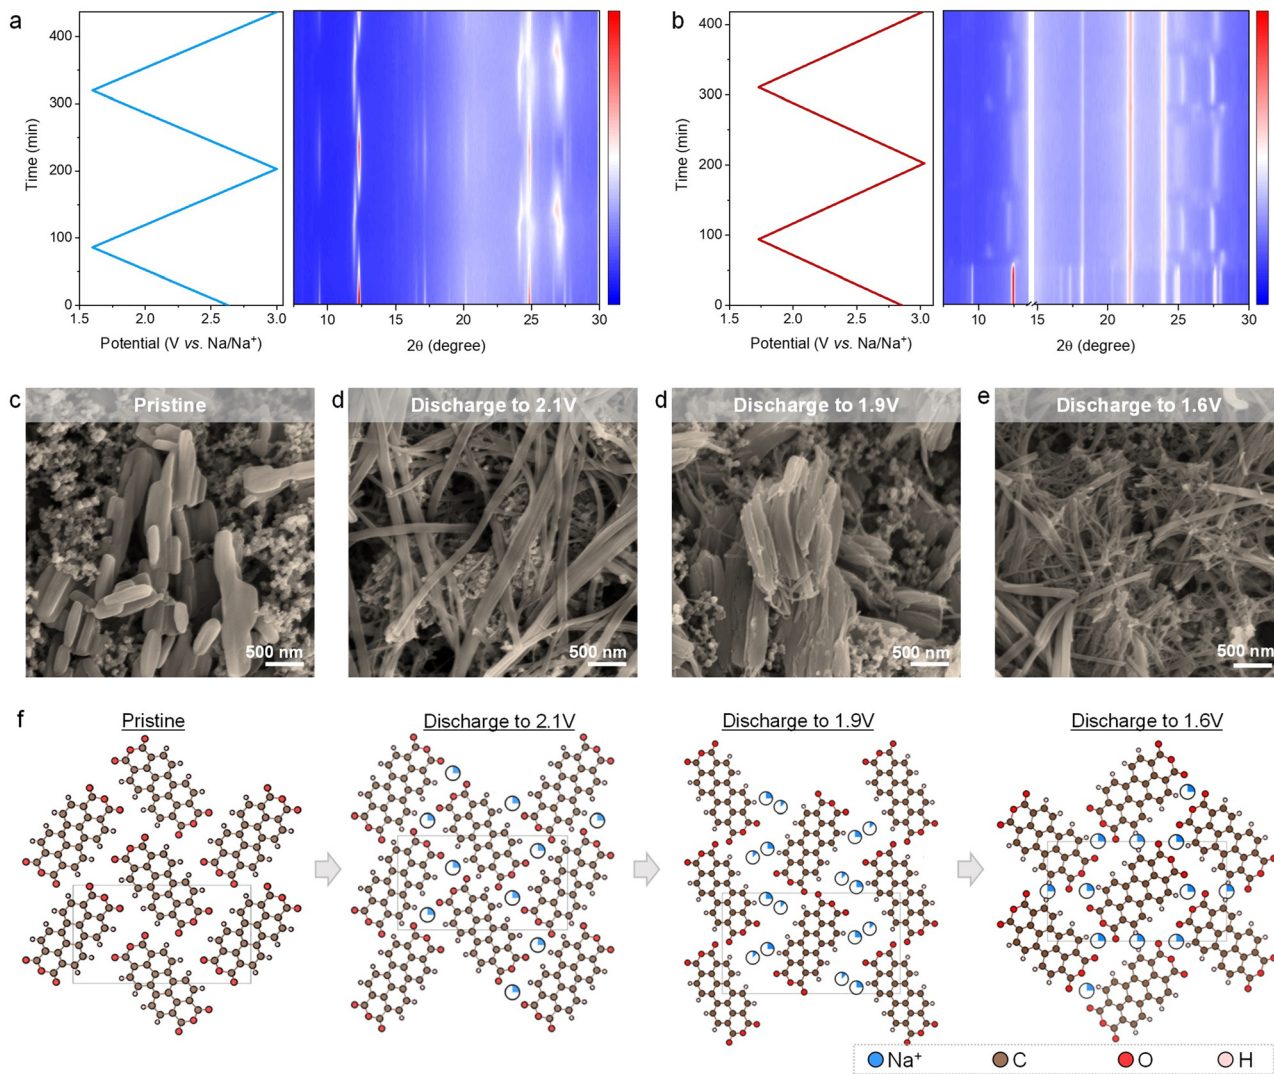 a
400
300
200
100
0
Time (min)
1.5 2.0 2.5 3.0
Potential (V vs. Na/Na⁺)
10 15 20 25 30
2θ (degree)
b
400
300
200
100
0
Time (min)
1.5 2.0 2.5 3.0
Potential (V vs. Na/Na⁺)
10 15 20 25 30
2θ (degree)
c
Pristine
500 nm
d
Discharge to 2.1V
500 nm
d
Discharge to 1.9V
500 nm
e
Discharge to 1.6V
500 nm
f
Pristine
Discharge to 2.1V
Discharge to 1.9V
Discharge to 1.6V
Na⁺ C O H